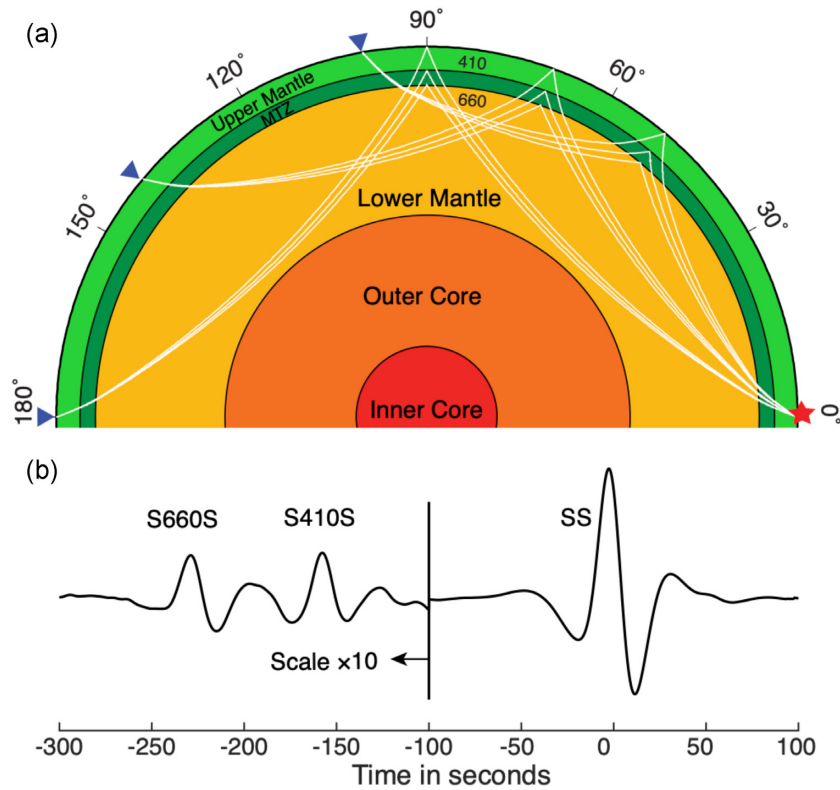 (a)
90°
120°
60°
410
660
Upper Mantle
MTZ
150°
30°
Lower Mantle
Outer Core
Inner Core
180°
0°
(b)
S660S
S410S
SS
Scale ×10
-300
-250
-200
-150
-100
-50
0
50
100
Time in seconds